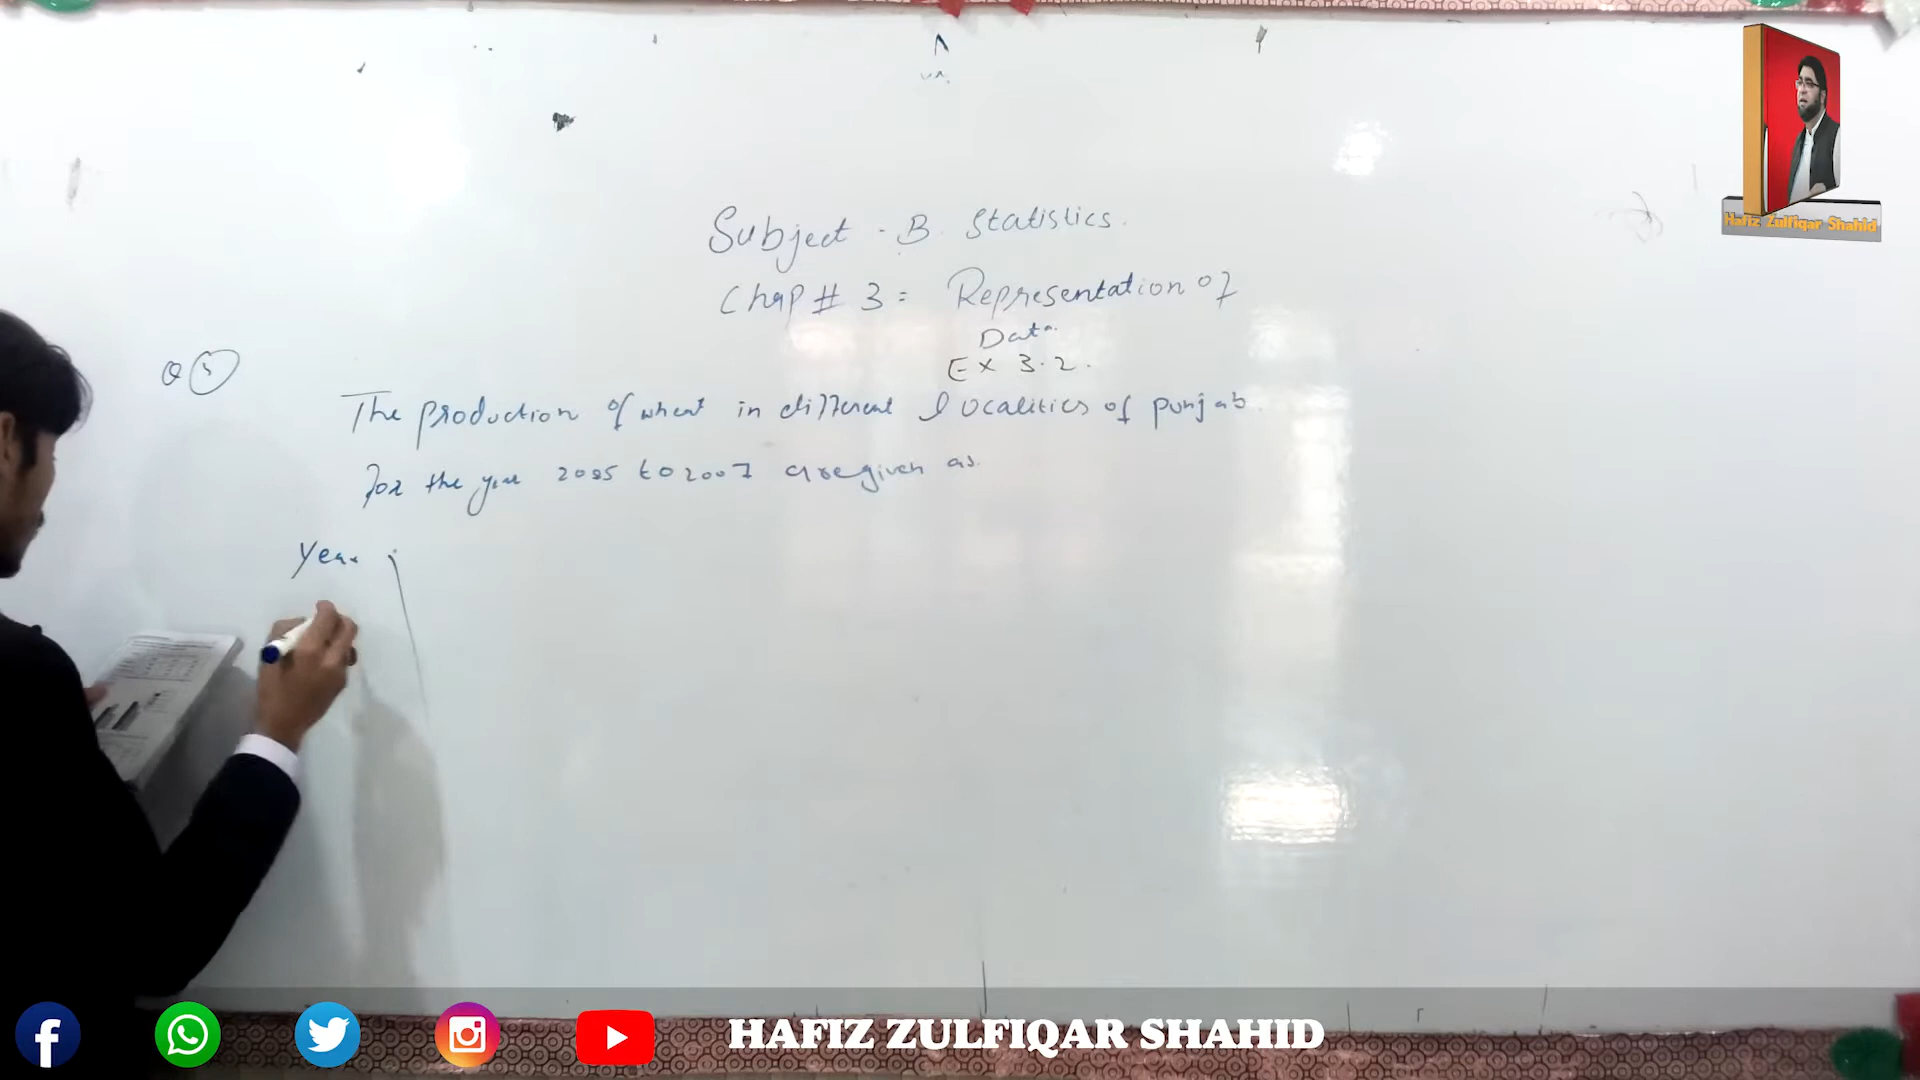 Subject - B. Statistics.
Chap # 3 = Representation of
Data
EX 3.2.
Q 5
The production of wheat in different localities of punjab.
For the year 2005 to 2007 are given as.
Year
Hafiz Zulfiqar Shahid
HAFIZ ZULFIQAR SHAHID